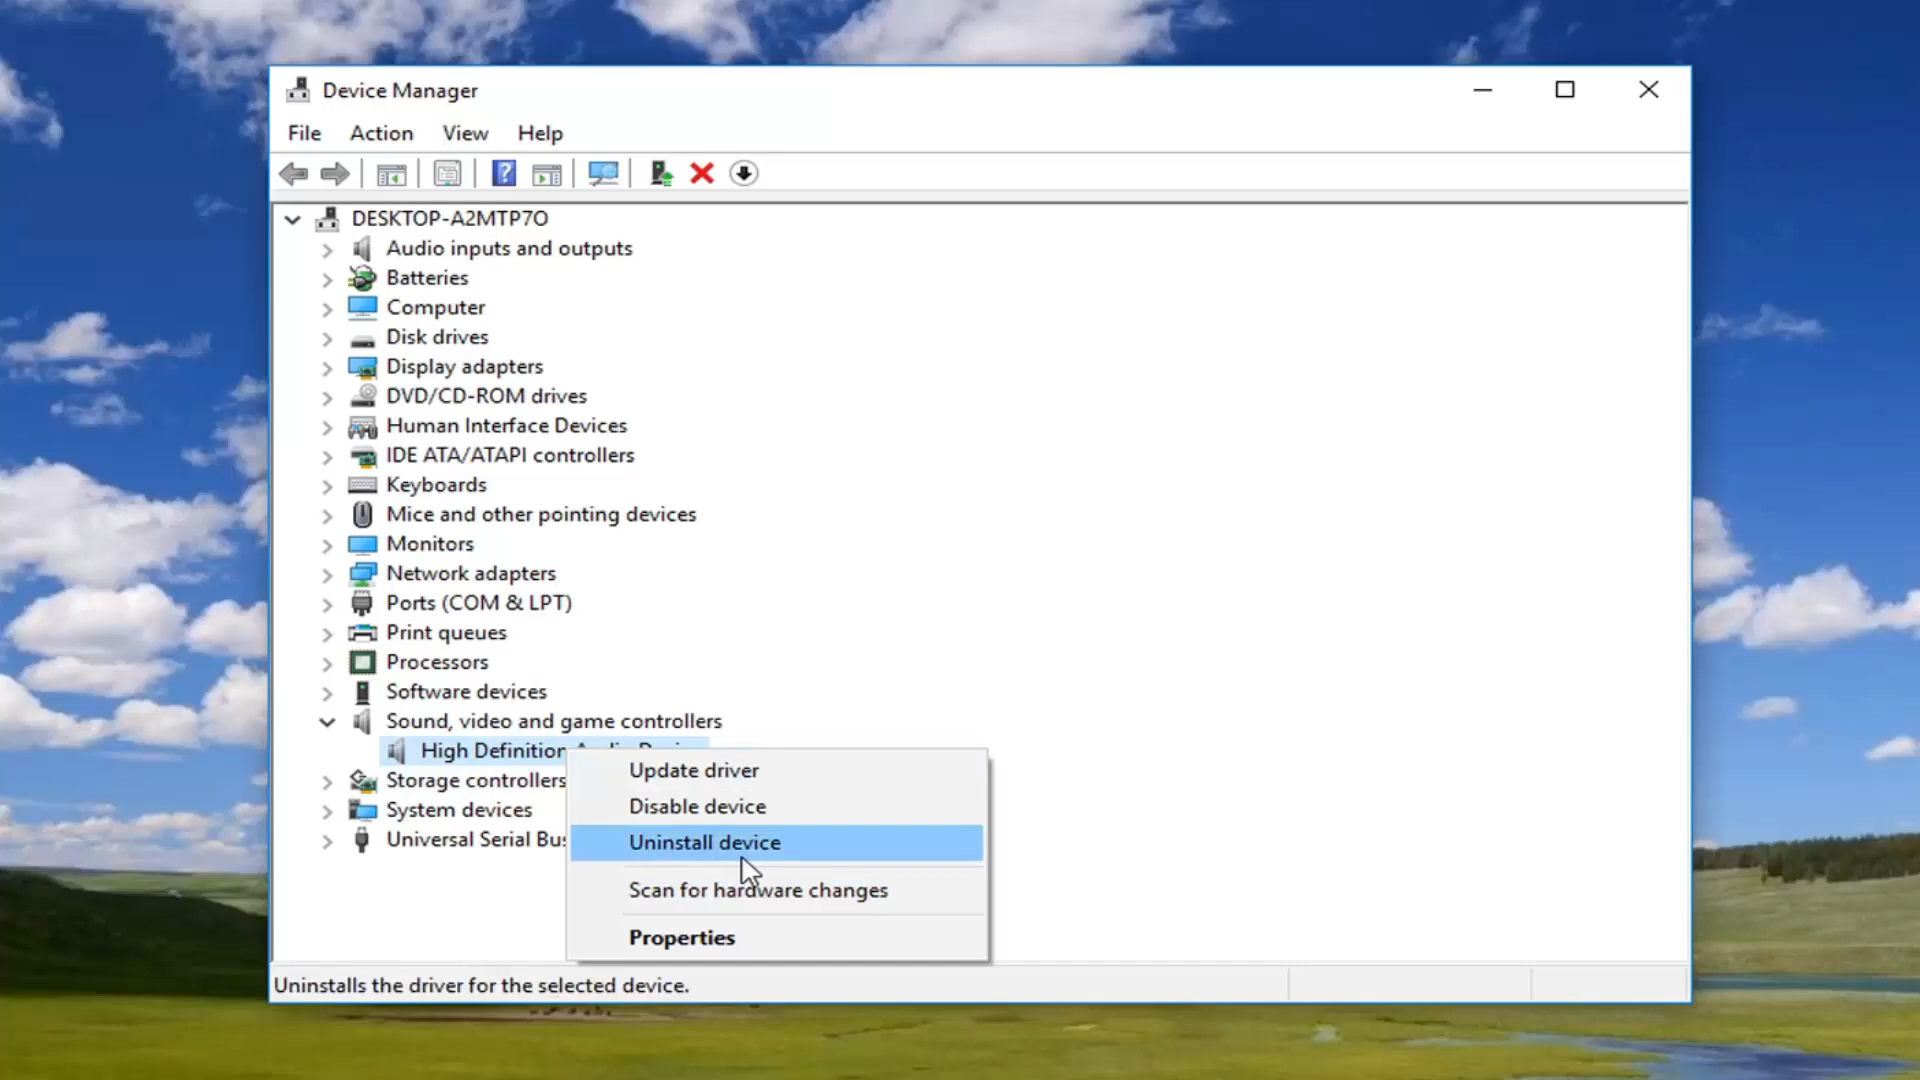 Device Manager
File Action View Help
DESKTOP-A2MTP7O
Audio inputs and outputs
Batteries
Computer
Disk drives
Display adapters
DVD/CD-ROM drives
Human Interface Devices
IDE ATA/ATAPI controllers
Keyboards
Mice and other pointing devices
Monitors
Network adapters
Ports (COM & LPT)
Print queues
Processors
Software devices
Sound, video and game controllers
High Definition
Storage controllers
System devices
Universal Serial Bus
Update driver
Disable device
Uninstall device
Scan for hardware changes
Properties
Uninstalls the driver for the selected device.